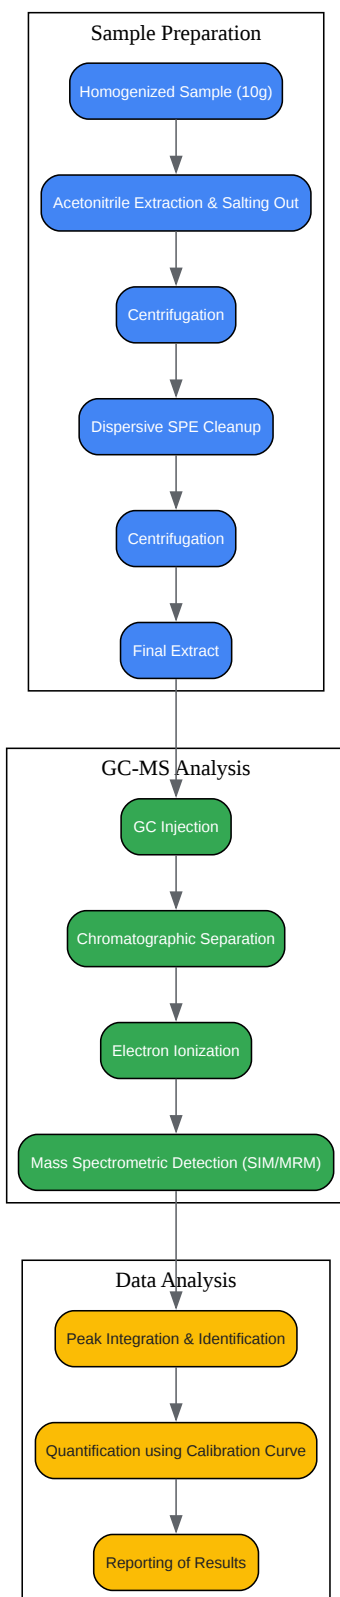 Sample Preparation
Homogenized Sample (10g)
Acetonitrile Extraction & Salting Out
Centrifugation
Dispersive SPE Cleanup
Centrifugation
Final Extract
GC-MS Analysis
GC Injection
Chromatographic Separation
Electron Ionization
Mass Spectrometric Detection (SIM/MRM)
Data Analysis
Peak Integration & Identification
Quantification using Calibration Curve
Reporting of Results